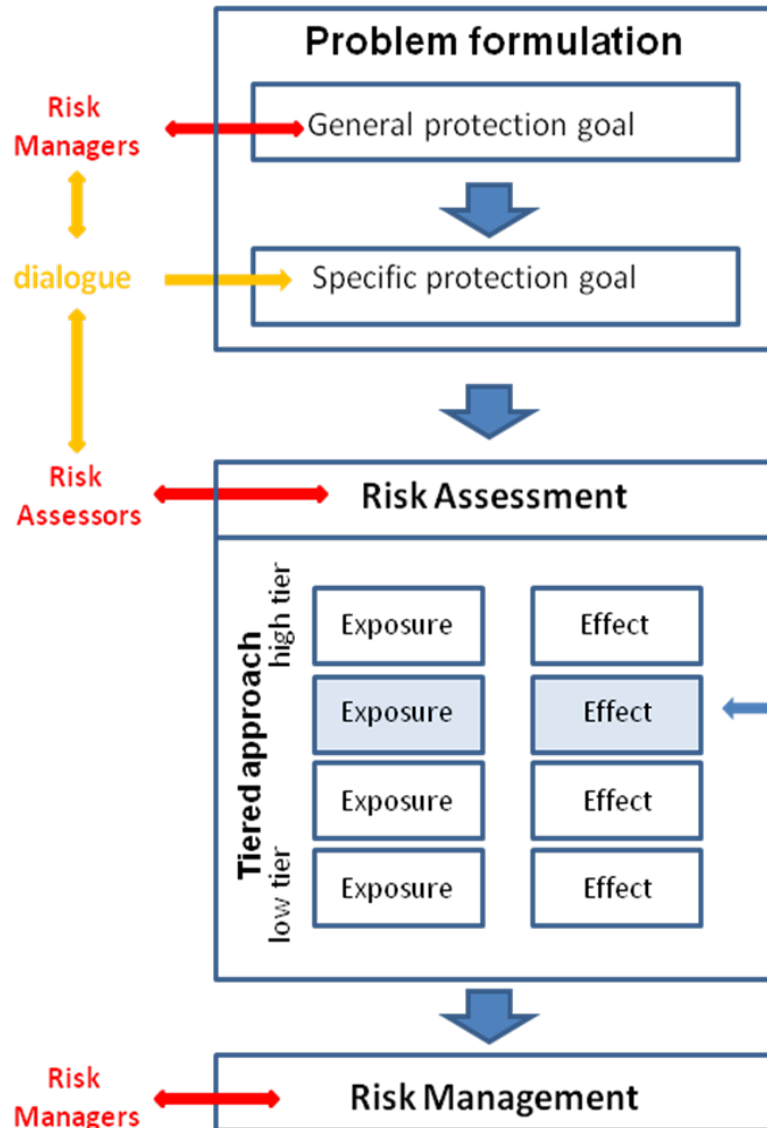 Problem formulation
Risk
Managers
General protection goal
dialogue
Specific protection goal
Risk
Assessors
Risk Assessment
Tiered approach
high tier
low tier
Exposure
Effect
Exposure
Effect
Exposure
Effect
Exposure
Effect
Risk
Managers
Risk Management